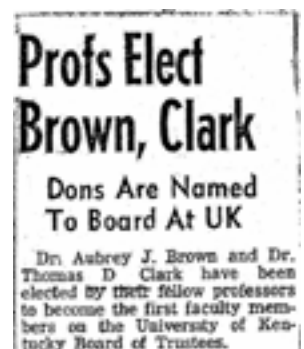 Profs Elect
Brown, Clark
Dons Are Named
To Board At UK
Dr. Aubrey J. Brown and Dr.
Thomas D Clark have been
elected by their fellow professors
to become the first faculty mem-
bers on the University of Ken-
tucky Board of Trustees.